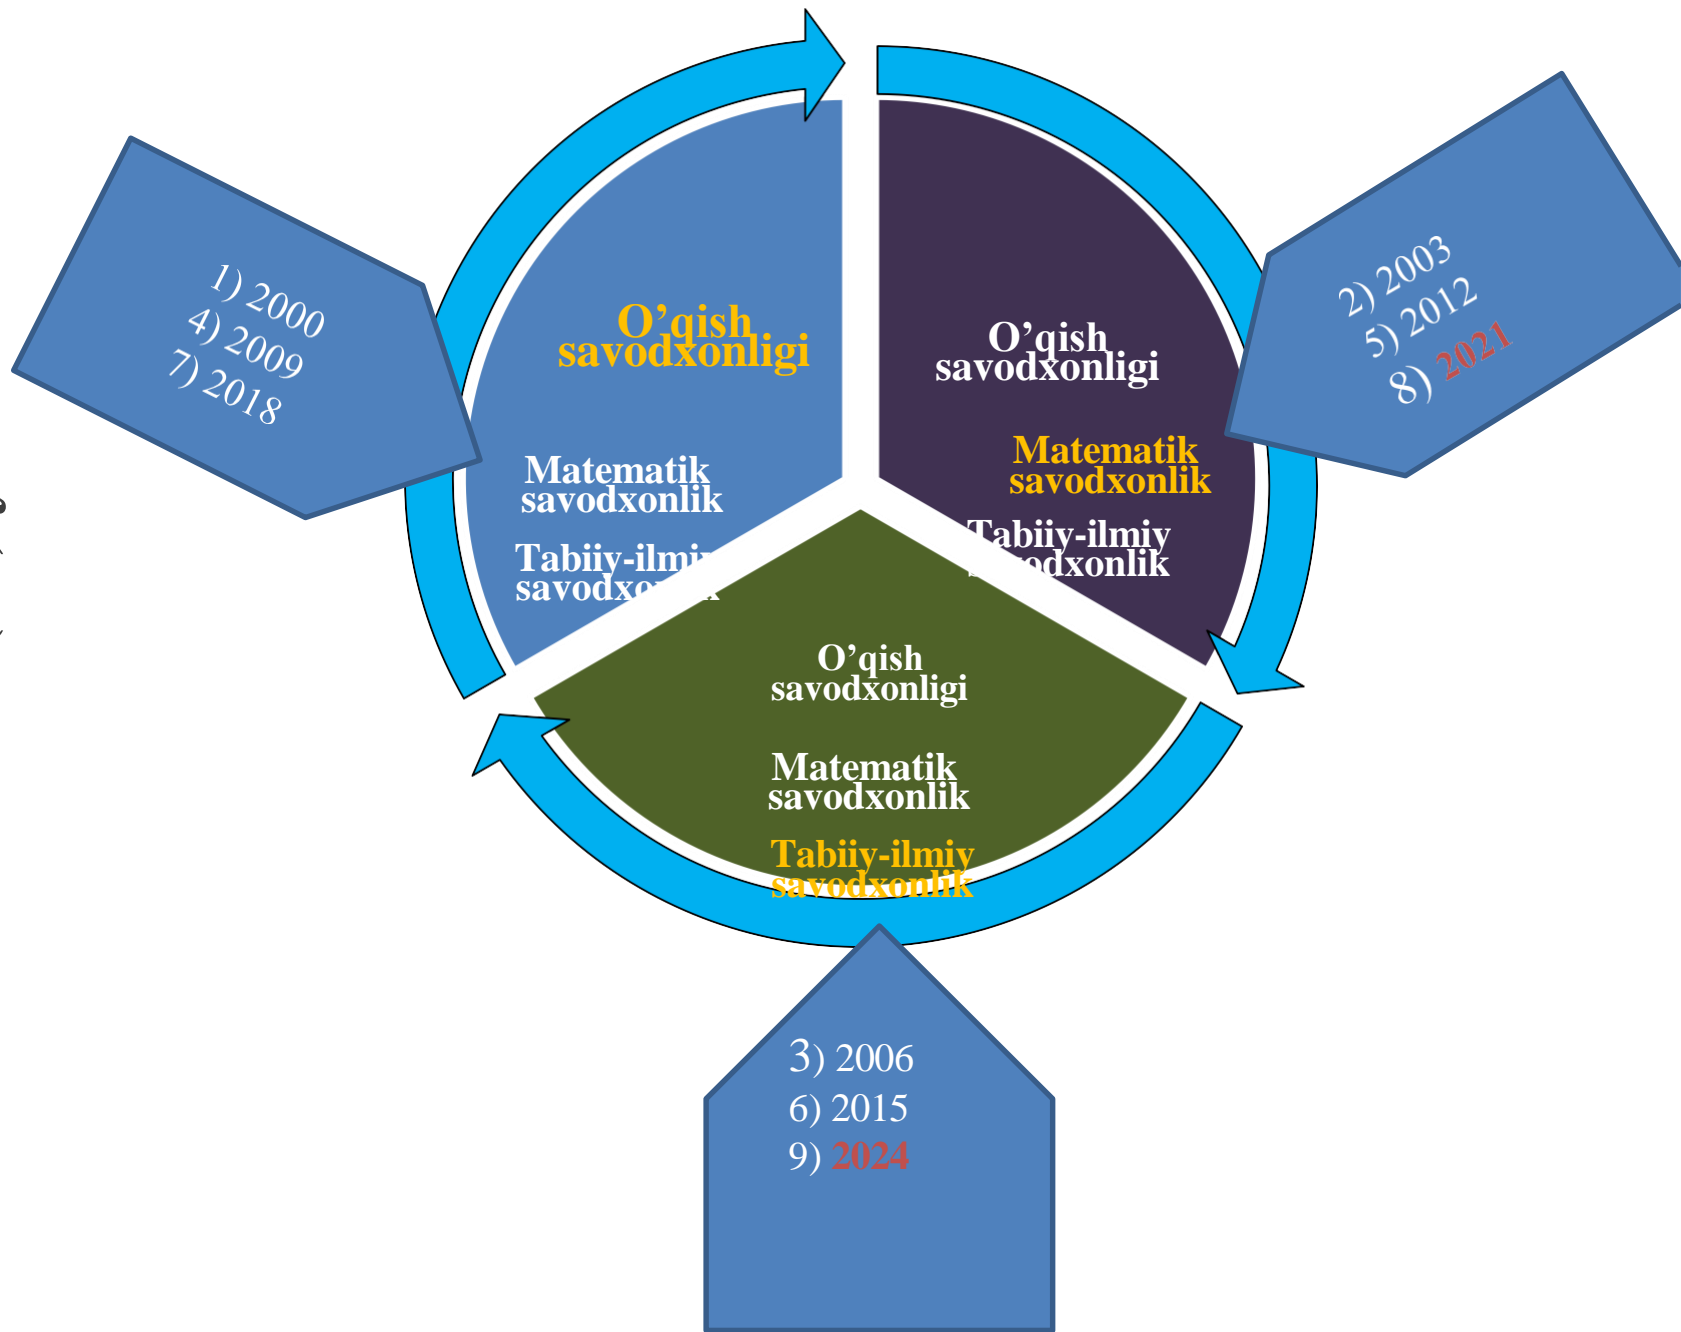 1) 2000
4) 2009
7) 2018
O’qish
savodxonligi
Matematik
savodxonlik
Tabiiy-ilmiy
savodxonlik
2) 2003
5) 2012
8) 2021
O’qish
savodxonligi
Matematik
savodxonlik
Tabiiy-ilmiy
savodxonlik
O’qish
savodxonligi
Matematik
savodxonlik
Tabiiy-ilmiy
savodxonlik
3) 2006
6) 2015
9) 2024